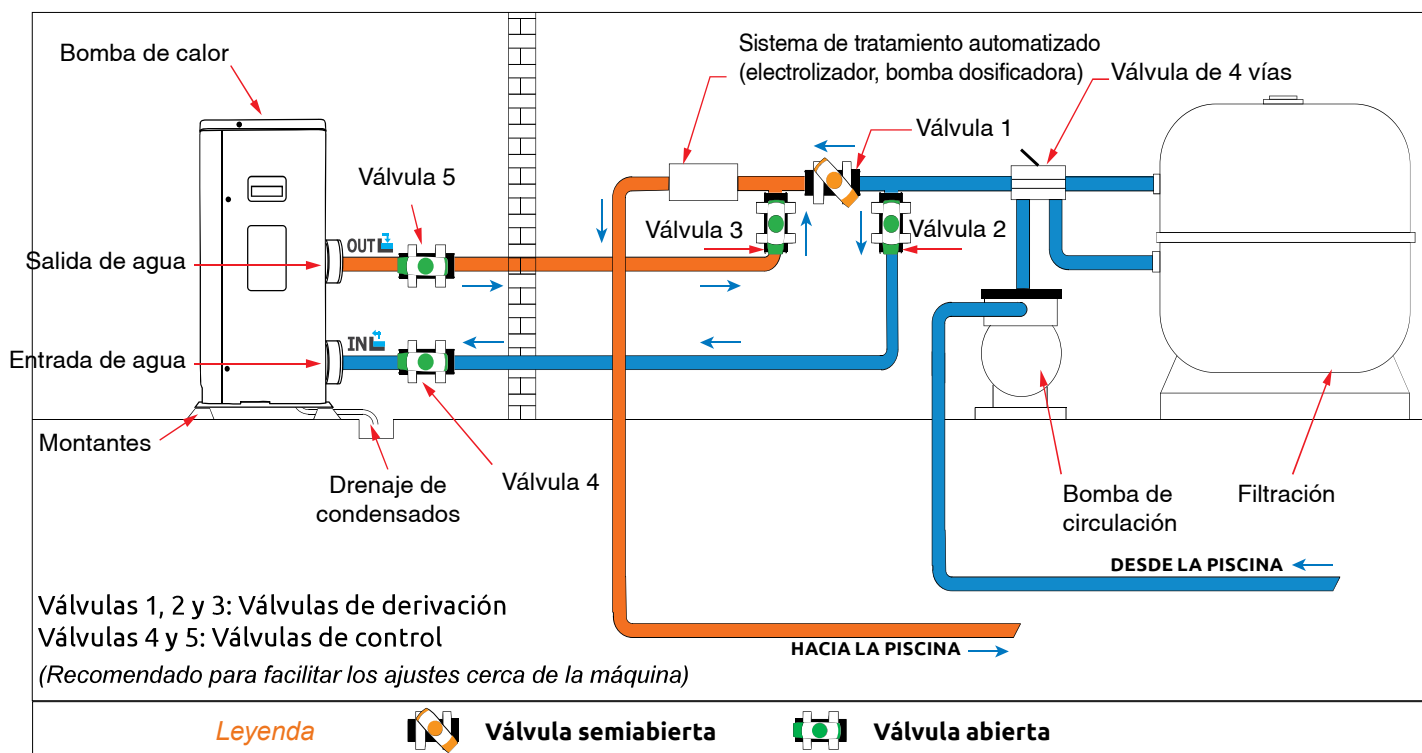 Bomba de calor
Sistema de tratamiento automatizado
(electrolizador, bomba dosificadora)
Válvula de 4 vías
Válvula 1
Válvula 5
Válvula 3
Válvula 2
OUT
Salida de agua
IN
Entrada de agua
Montantes
Drenaje de
condensados
Válvula 4
Bomba de
circulación
Filtración
DESDE LA PISCINA
HACIA LA PISCINA
Válvulas 1, 2 y 3: Válvulas de derivación
Válvulas 4 y 5: Válvulas de control
(Recomendado para facilitar los ajustes cerca de la máquina)
Leyenda
Válvula semiabierta
Válvula abierta